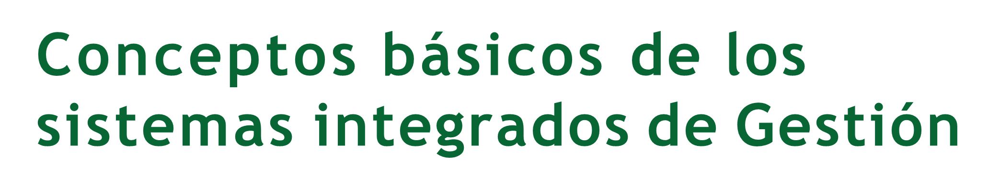 Conceptos básicos de los
sistemas integrados de Gestión